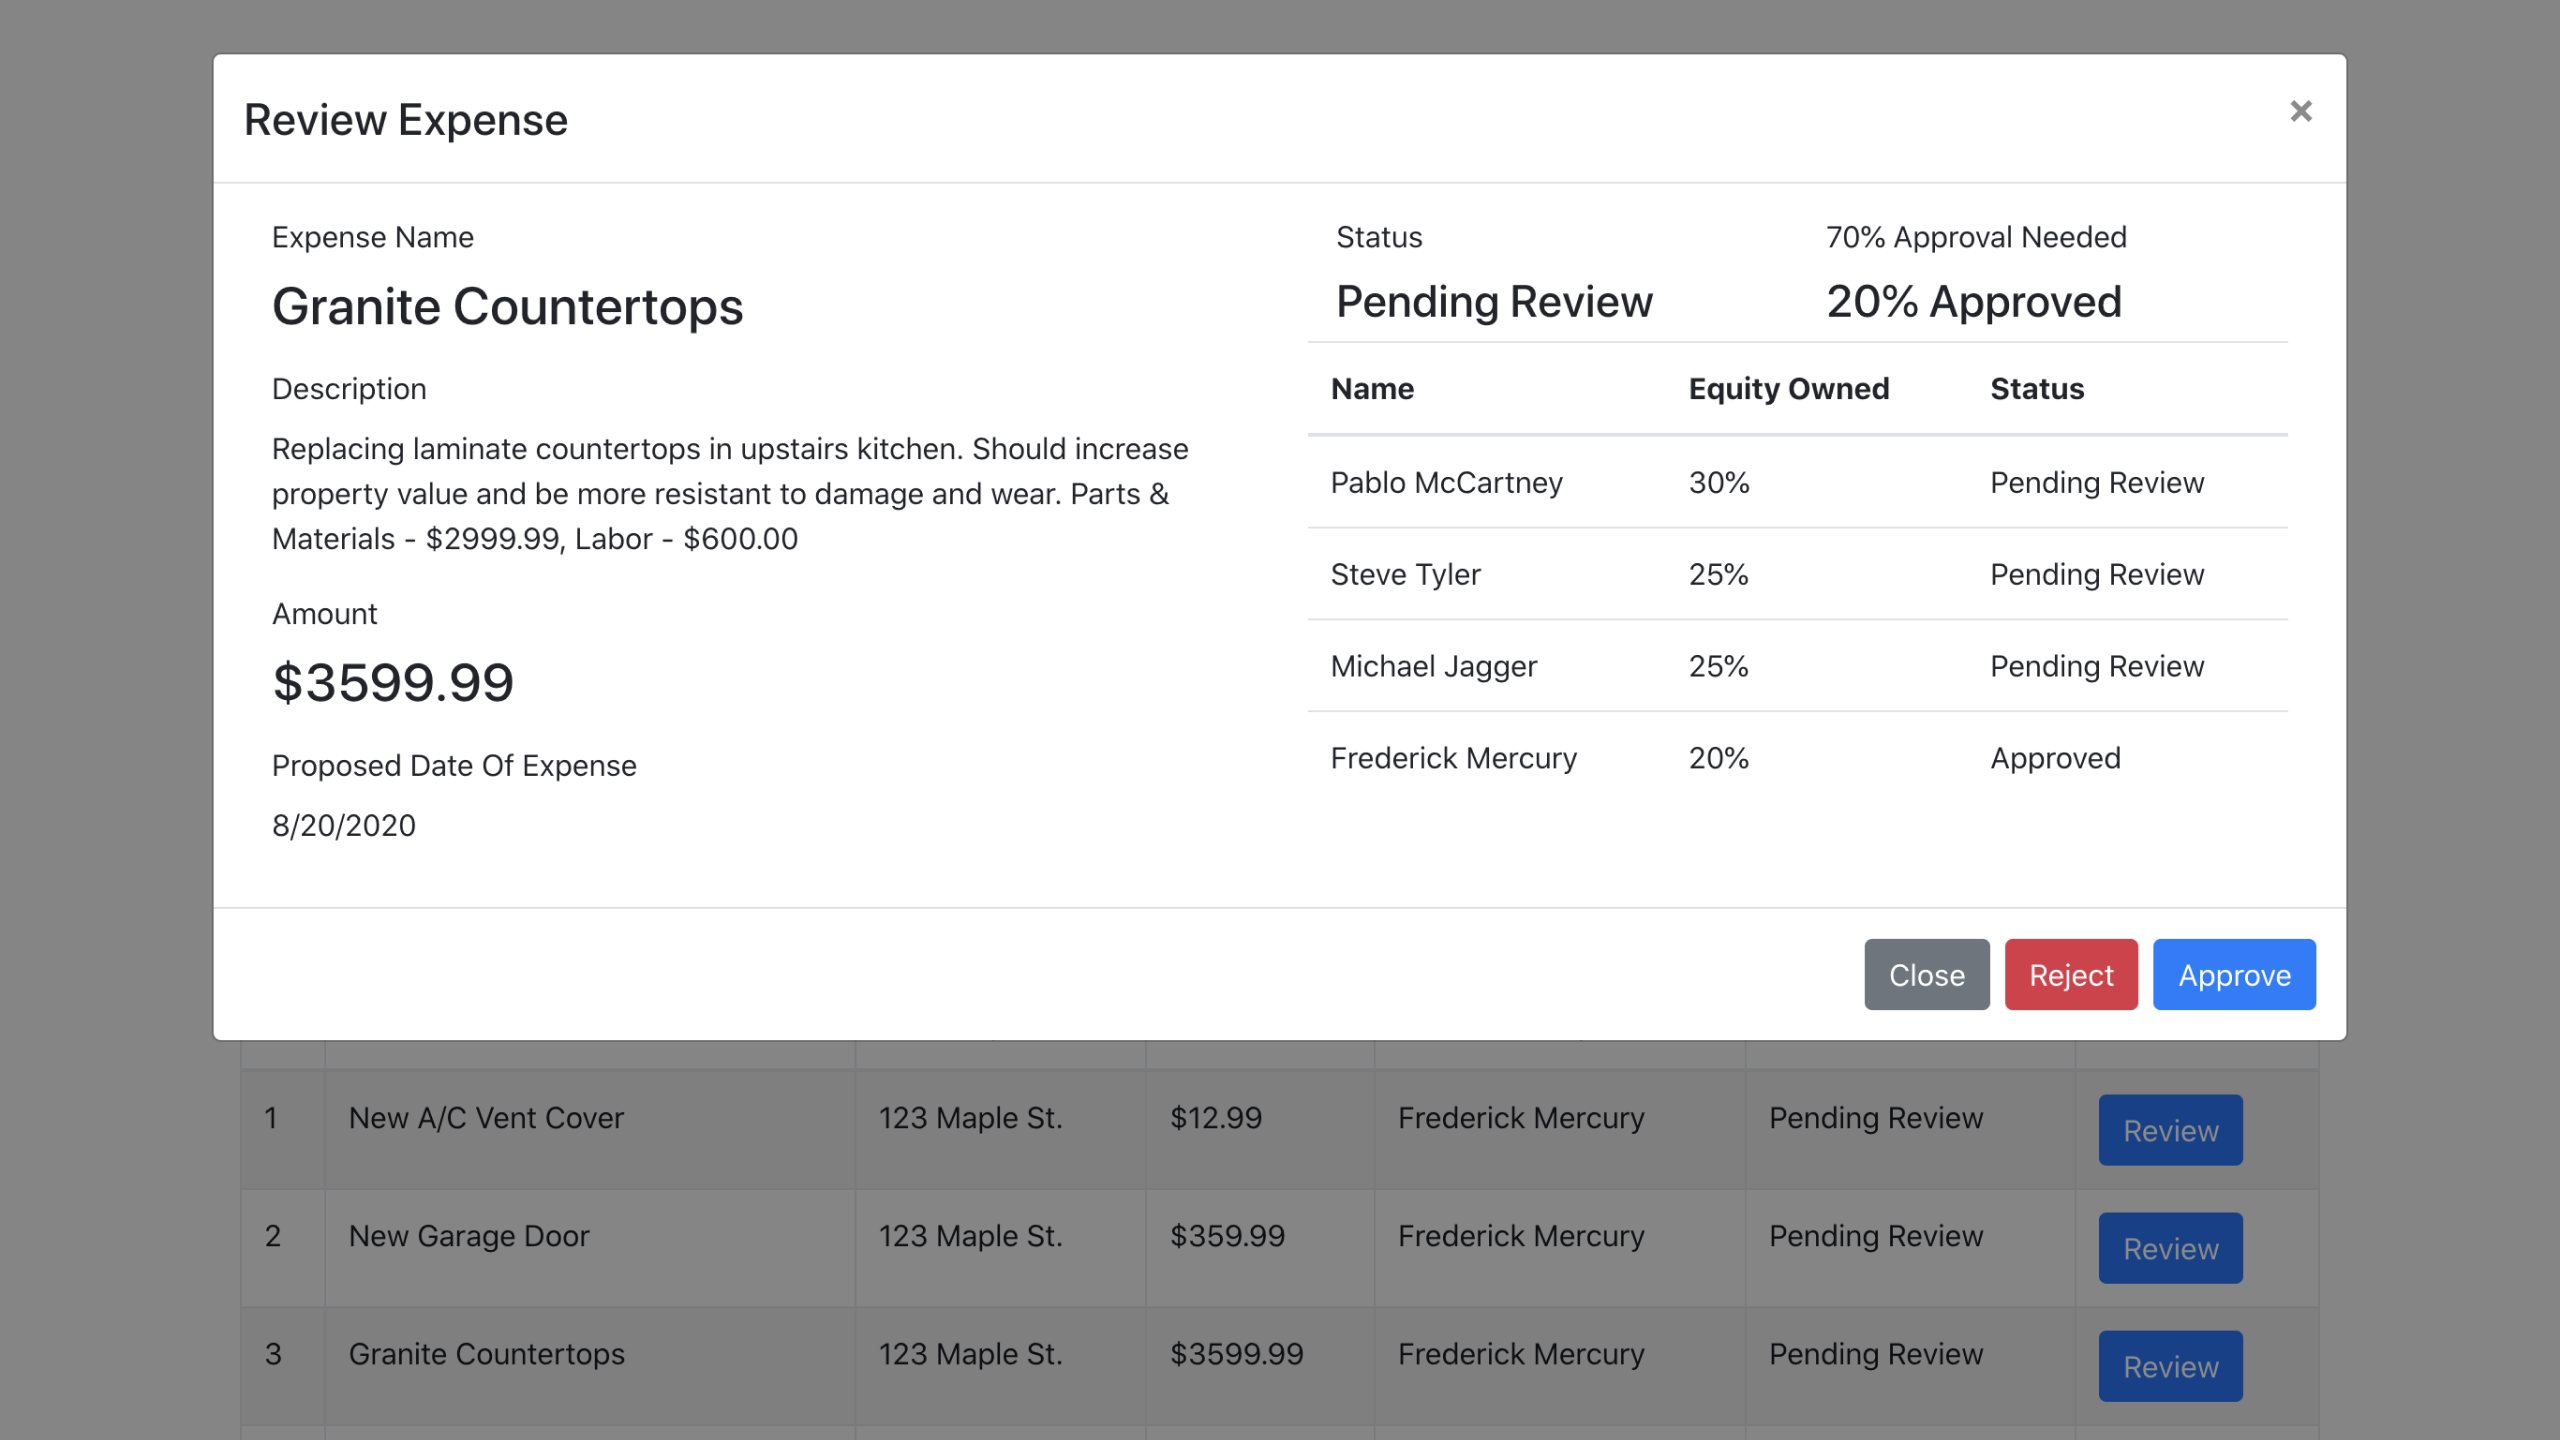 Review Expense
×
Expense Name
Granite Countertops
Description
Replacing laminate countertops in upstairs kitchen. Should increase
property value and be more resistant to damage and wear. Parts &
Materials - $2999.99, Labor - $600.00
Amount
$3599.99
Proposed Date Of Expense
8/20/2020
Status 70% Approval Needed
Pending Review 20% Approved
Name Equity Owned Status
Pablo McCartney 30% Pending Review
Steve Tyler 25% Pending Review
Michael Jagger 25% Pending Review
Frederick Mercury 20% Approved
Close Reject Approve
1 New A/C Vent Cover 123 Maple St. $12.99 Frederick Mercury Pending Review Review
2 New Garage Door 123 Maple St. $359.99 Frederick Mercury Pending Review Review
3 Granite Countertops 123 Maple St. $3599.99 Frederick Mercury Pending Review Review